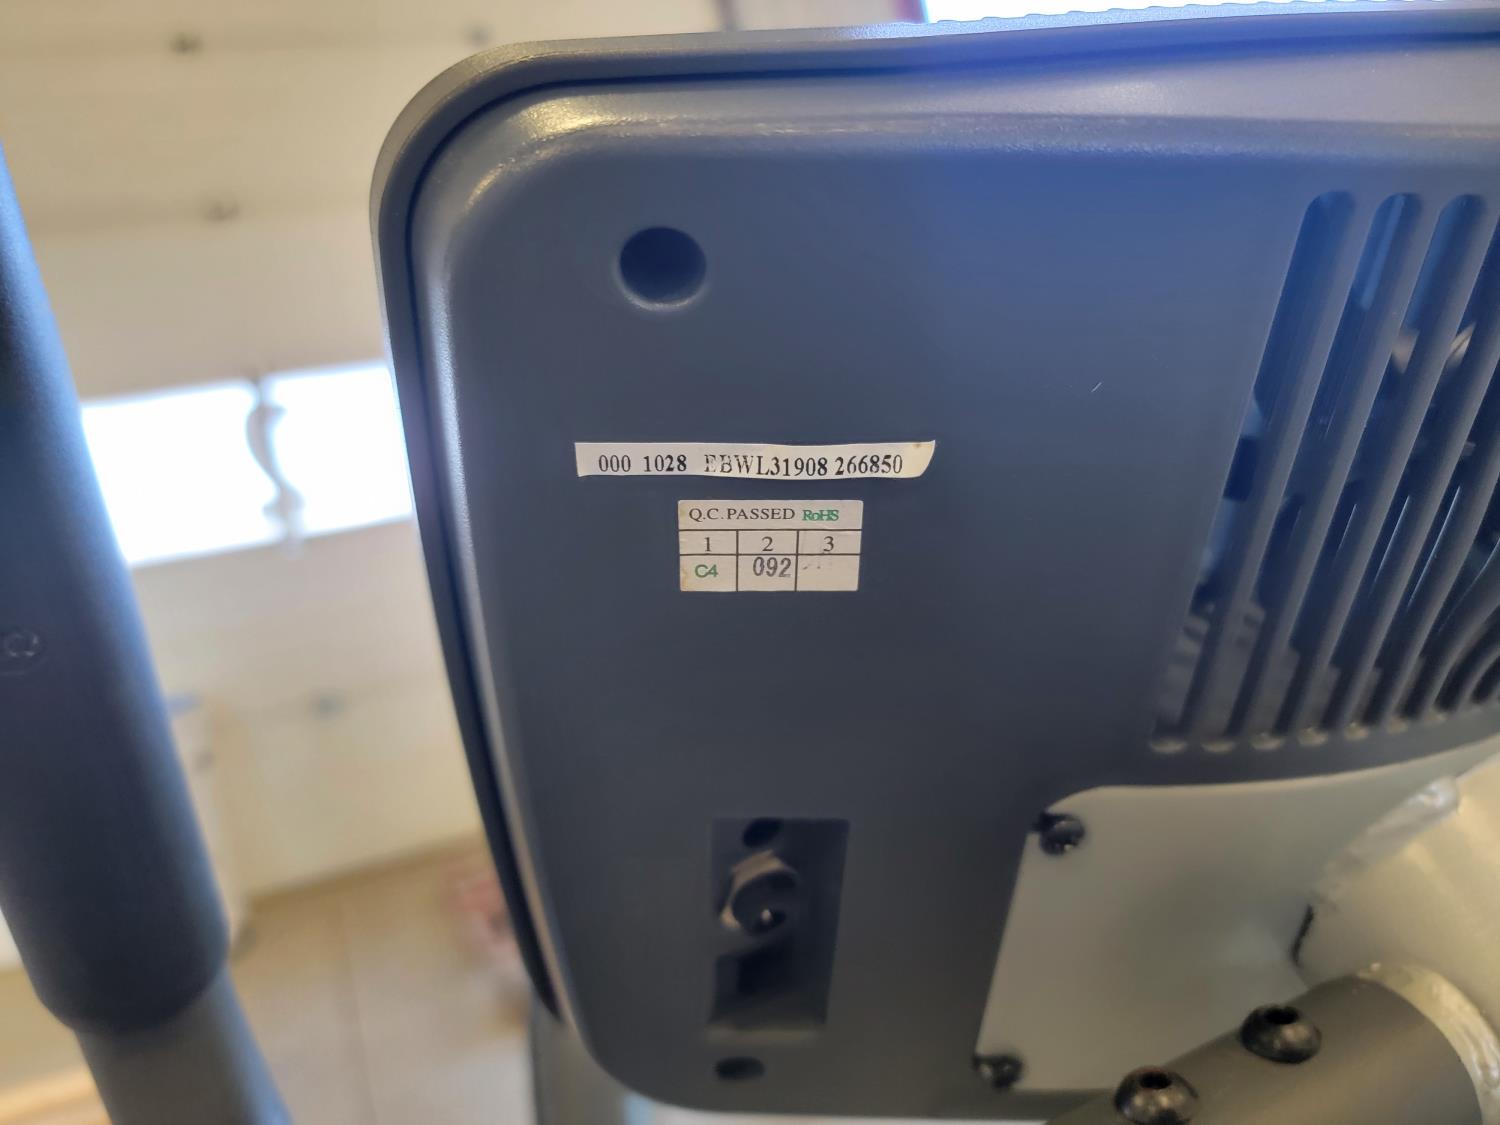 000 1028 EBWL31908 266850
Q.C.PASSED RoHS
1 2 3
C4 092